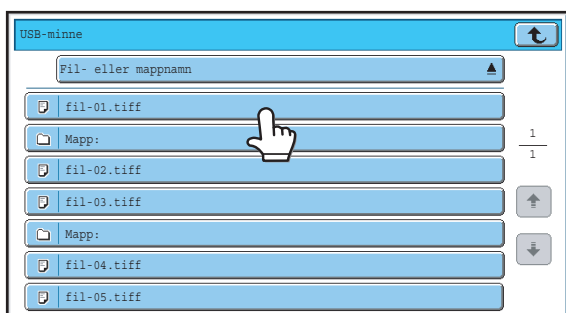 USB-minne
Fil- eller mappnamn
fil-01.tiff
Mapp:
fil-02.tiff
fil-03.tiff
Mapp:
fil-04.tiff
fil-05.tiff
1
1